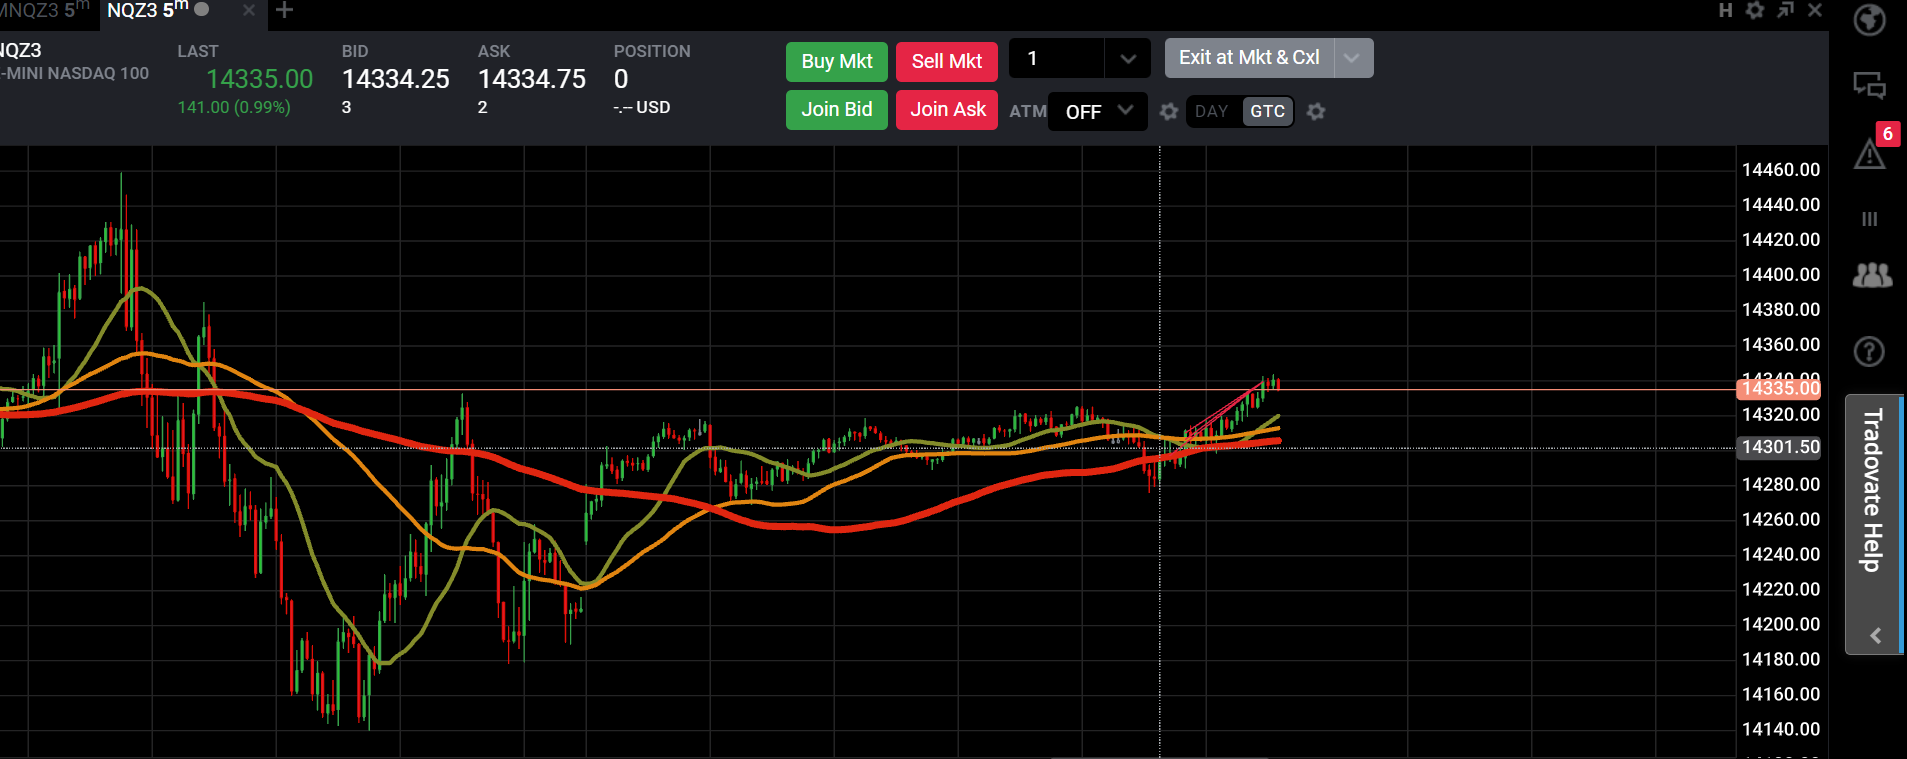 MNQZ3 5m
NQZ3 5m
H
NQZ3
E-MINI NASDAQ 100
LAST
14335.00
141.00 (0.99%)
BID
14334.25
3
ASK
14334.75
2
POSITION
0
-.-- USD
Buy Mkt
Sell Mkt
1
Exit at Mkt & Cxl
Join Bid
Join Ask
ATM
OFF
DAY
GTC
6
14460.00
14440.00
14420.00
14400.00
14380.00
14360.00
14340.00
14335.00
14320.00
14301.50
14280.00
14260.00
14240.00
14220.00
14200.00
14180.00
14160.00
14140.00
Tradovate Help